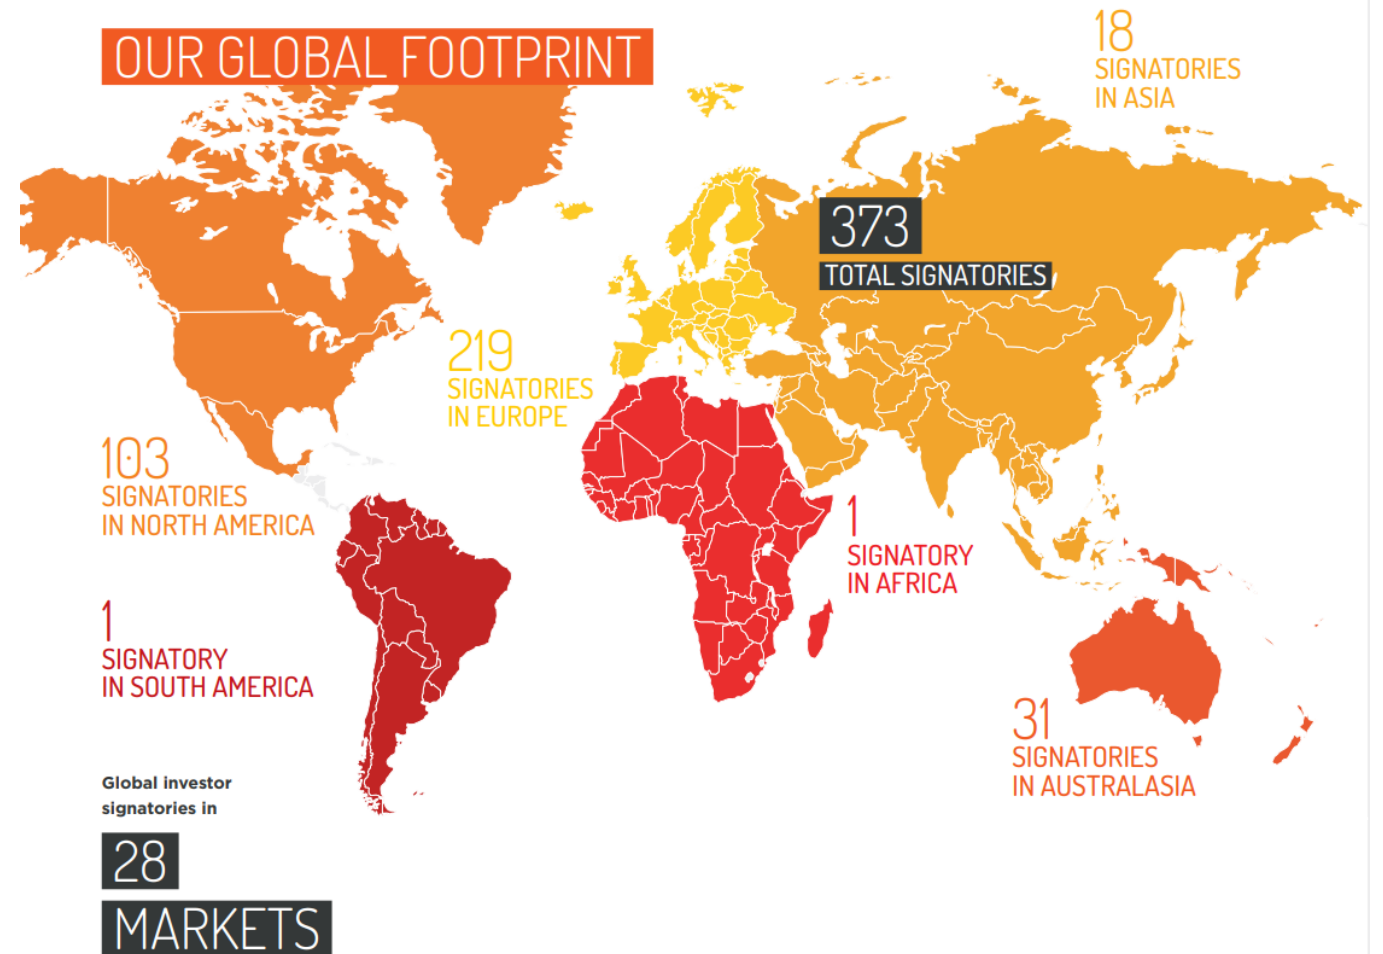 OUR GLOBAL FOOTPRINT
18
SIGNATORIES
IN ASIA
373
TOTAL SIGNATORIES
219
SIGNATORIES
IN EUROPE
103
SIGNATORIES
IN NORTH AMERICA
1
SIGNATORY
IN AFRICA
1
SIGNATORY
IN SOUTH AMERICA
31
SIGNATORIES
IN AUSTRALASIA
Global investor
signatories in
28
MARKETS